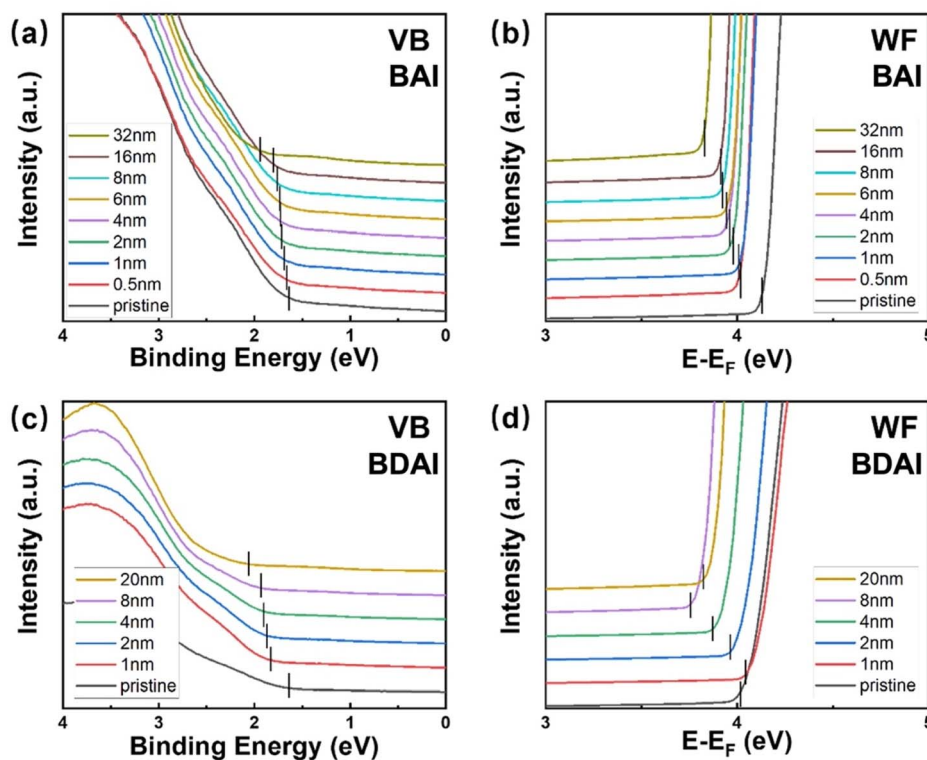 (a)
VB
BAI
Intensity (a.u.)
32nm
16nm
8nm
6nm
4nm
2nm
1nm
0.5nm
pristine
4
3
2
1
0
Binding Energy (eV)
(b)
WF
BAI
Intensity (a.u.)
32nm
16nm
8nm
6nm
4nm
2nm
1nm
0.5nm
pristine
3
4
5
E-EF (eV)
(c)
VB
BDAI
Intensity (a.u.)
20nm
8nm
4nm
2nm
1nm
pristine
4
3
2
1
0
Binding Energy (eV)
(d)
WF
BDAI
Intensity (a.u.)
20nm
8nm
4nm
2nm
1nm
pristine
3
4
5
E-EF (eV)